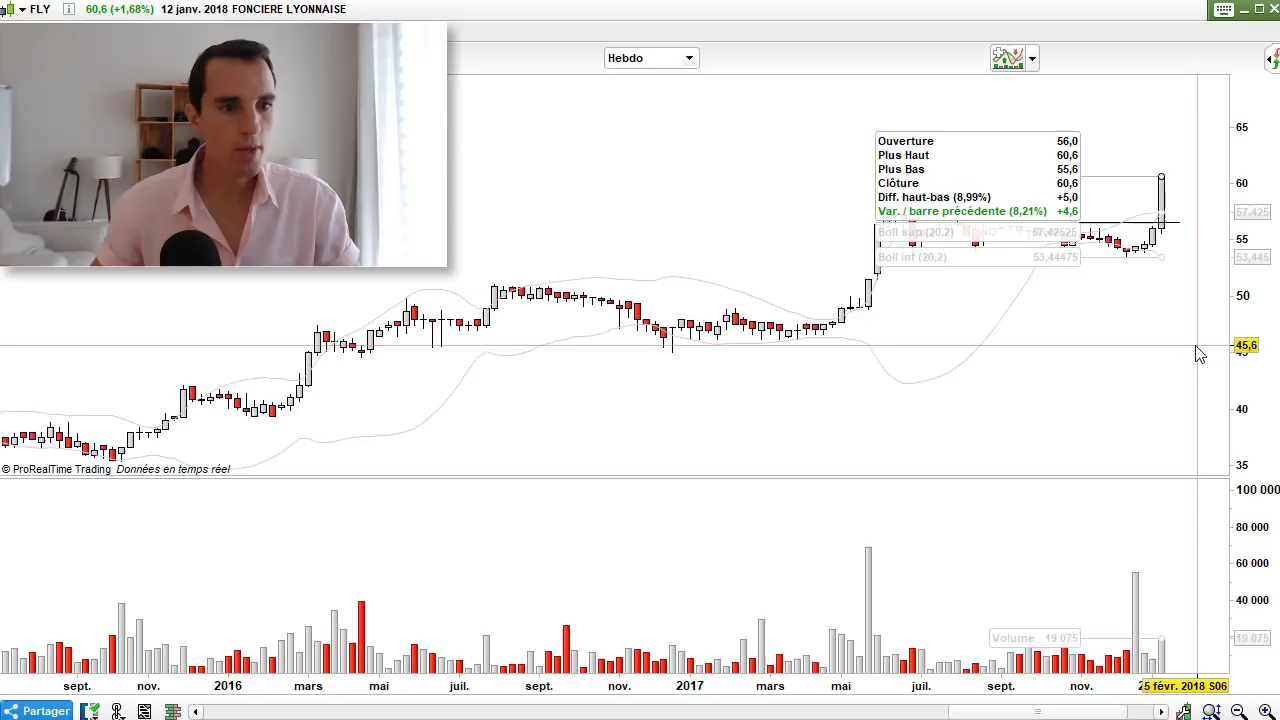 FLY 60,6 (+1,68%) 12 janv. 2018 FONCIERE LYONNAISE
Hebdo
65
60
57,425
55
53,445
50
45,6
45
40
35
Ouverture 56,0
Plus Haut 60,6
Plus Bas 55,6
Clôture 60,6
Diff. haut-bas (8,99%) +5,0
Var. / barre précédente (8,21%) +4,6
Boll sup (20,2) 57,42525
Boll inf (20,2) 53,44475
© ProRealTime Trading Données en temps réel
100 000
80 000
60 000
40 000
Volume 19 075
19 075
sept. nov. 2016 mars mai juil. sept. nov. 2017 mars mai juil. sept. nov. 5 févr. 2018 S06
Partager